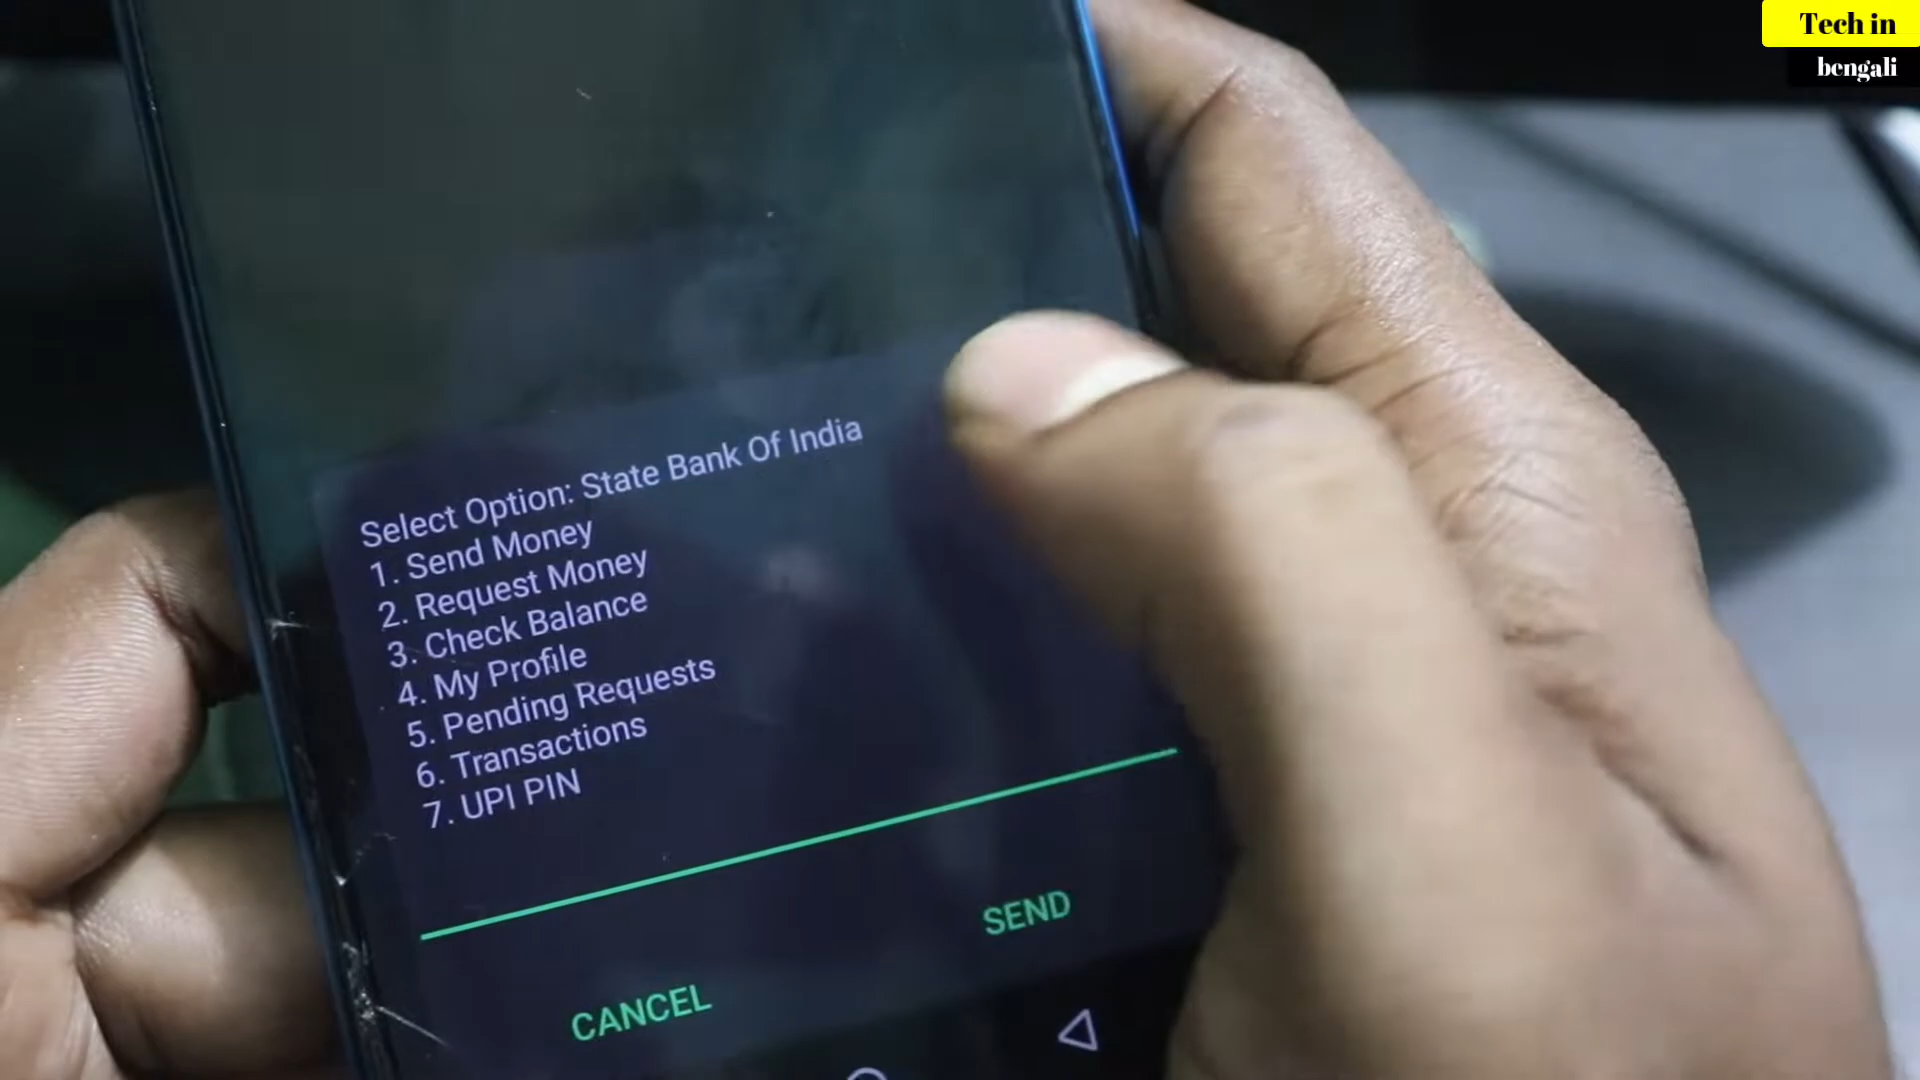 Tech in
bengali
Select Option: State Bank Of India
1. Send Money
2. Request Money
3. Check Balance
4. My Profile
5. Pending Requests
6. Transactions
7. UPI PIN
SEND
CANCEL